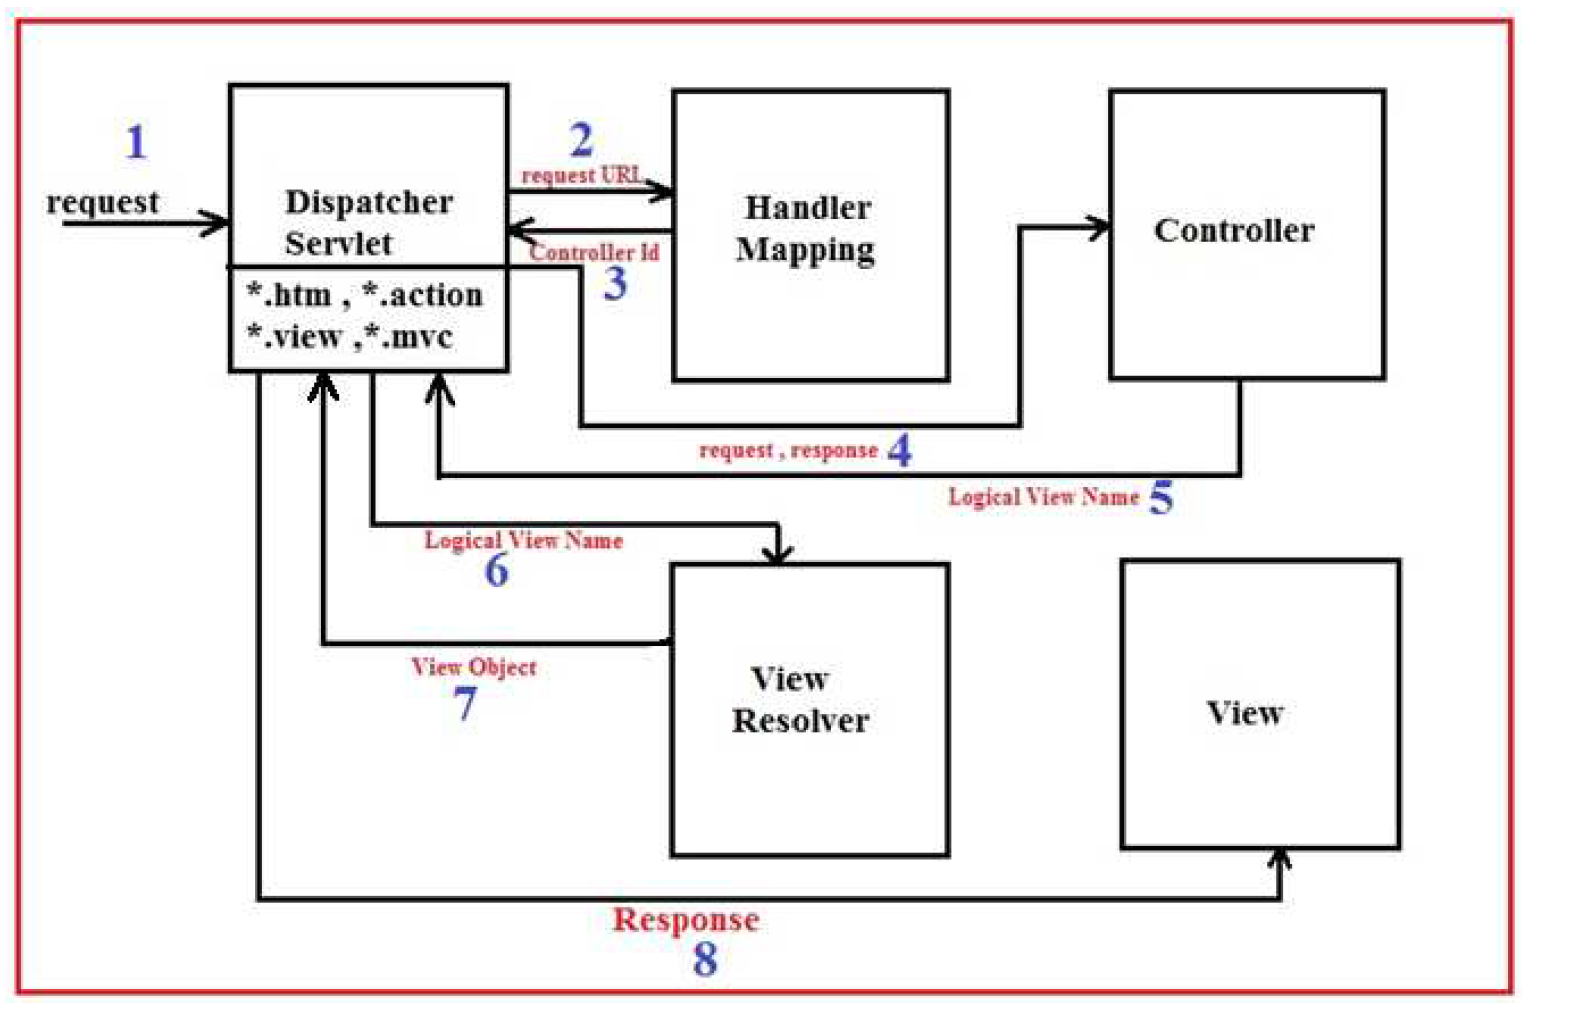 1
request
Dispatcher
Servlet
*.htm , *.action
*.view ,*.mvc
2
request URL
Controller Id
3
Handler
Mapping
Controller
request , response 4
Logical View Name 5
Logical View Name
6
View Object
7
View
Resolver
View
Response
8